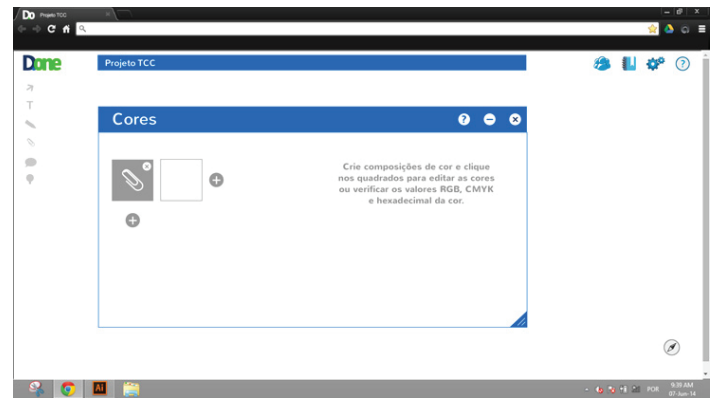 Do Projeto TCC
Done
Projeto TCC
T
Cores
Crie composições de cor e clique
nos quadrados para editar as cores
ou verificar os valores RGB, CMYK
e hexadecimal da cor.
Ai
POR
9:39 AM
07-Jun-14